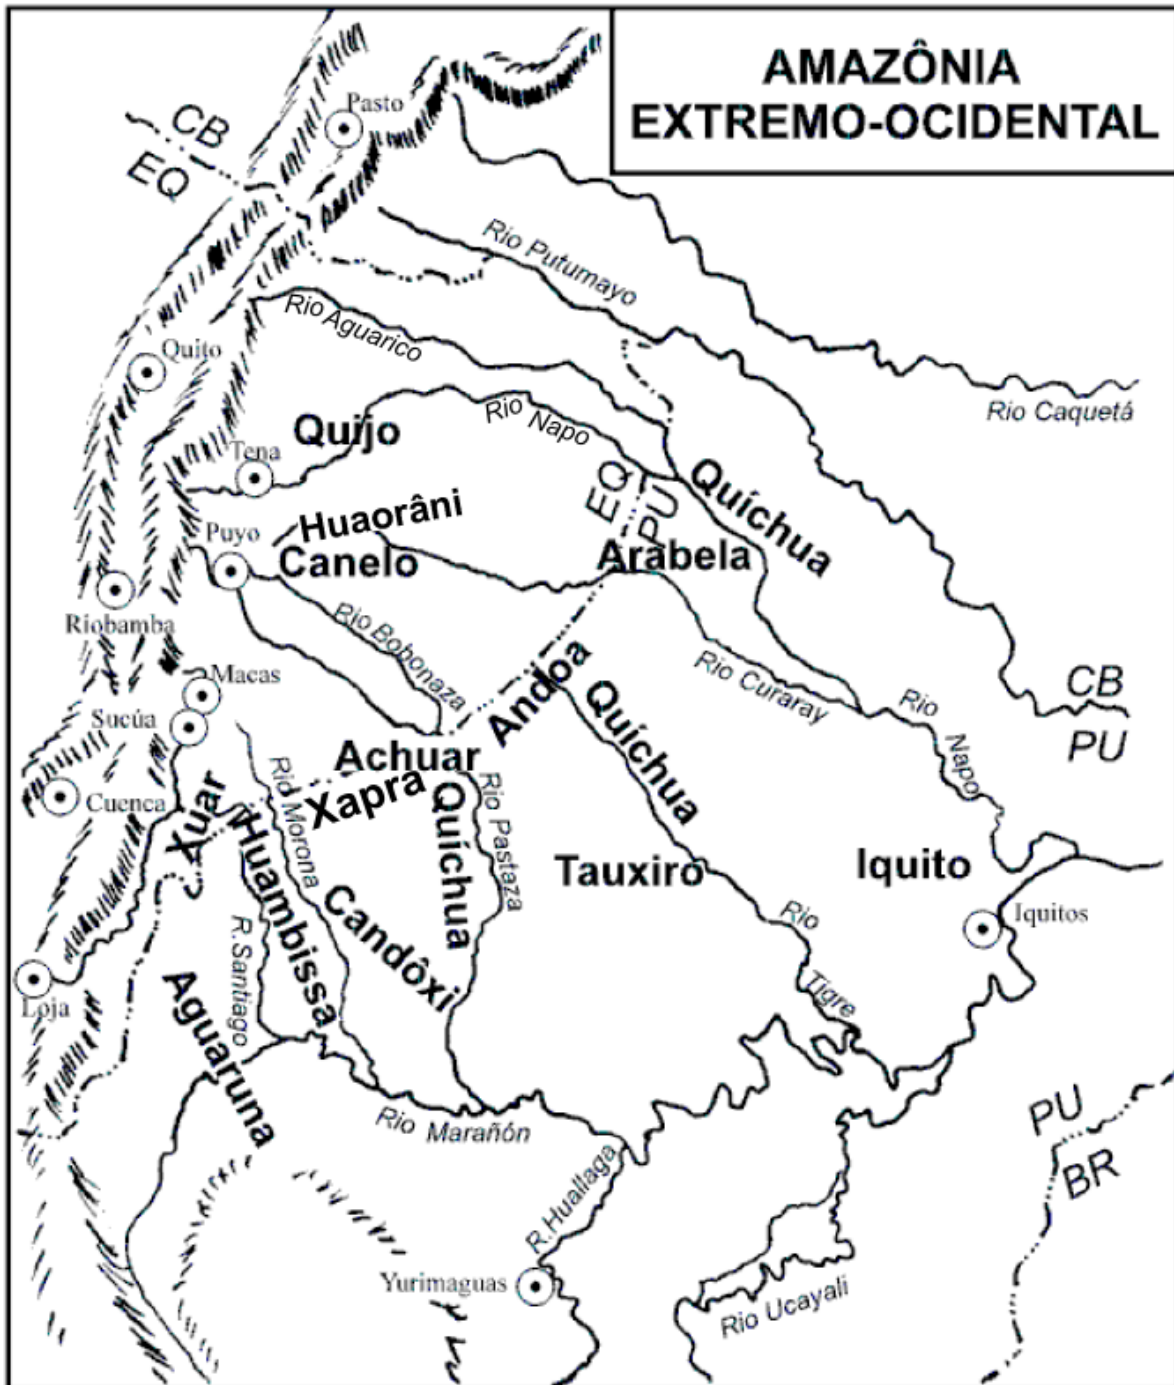 AMAZÔNIA
EXTREMO-OCIDENTAL
Pasto
CB
EQ
Rio Putumayo
Rio Aguarico
Quito
Rio Caquetá
Rio Napo
Quijo
Tena
EQ
PU
Quíchua
Huaorâni
Puyo
Canelo
Arabela
Riobamba
Rio Bobonaza
Macas
Andoa
Rio Curaray
CB
PU
Sucúa
Quíchua
Rio
Napo
Achuar
Rio Morona
Xapra
Cuenca
Xuar
Quíchua
Rio Pastaza
Huambissa
Tauxiro
Iquito
Candôxi
Rio
Tigre
Iquitos
R.Santiago
Loja
Aguaruna
Rio Marañón
PU
BR
R.Huallaga
Yurimaguas
Rio Ucayali